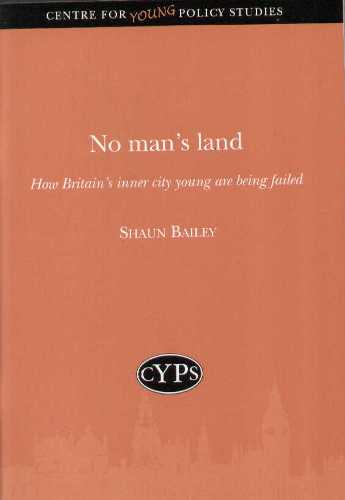 CENTRE FOR YOUNG POLICY STUDIES
No man's land
How Britain's inner city young are being failed
SHAUN BAILEY
CYPS